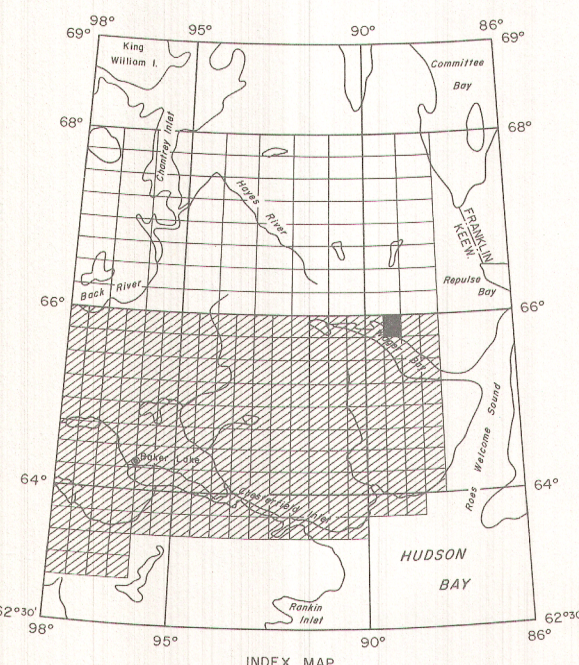 98°
95°
90°
86°
69°
69°
King
William I.
Committee
Bay
68°
68°
Chantrey Inlet
Hayes
River
FRANKLIN
KEEW.
Back River
Repulse
Bay
66°
66°
Wager Bay
Roes Welcome Sound
Baker Lake
64°
64°
Chesterfield Inlet
HUDSON
BAY
Rankin
Inlet
62°30'
62°30'
98°
95°
90°
86°
INDEX MAP